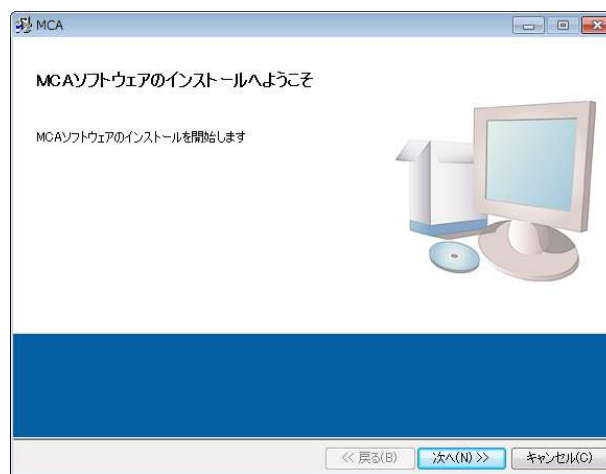 MCA
MCAソフトウェアのインストールへようこそ
MCAソフトウェアのインストールを開始します
<< 戻る(B)
次へ(N) >>
キャンセル(C)